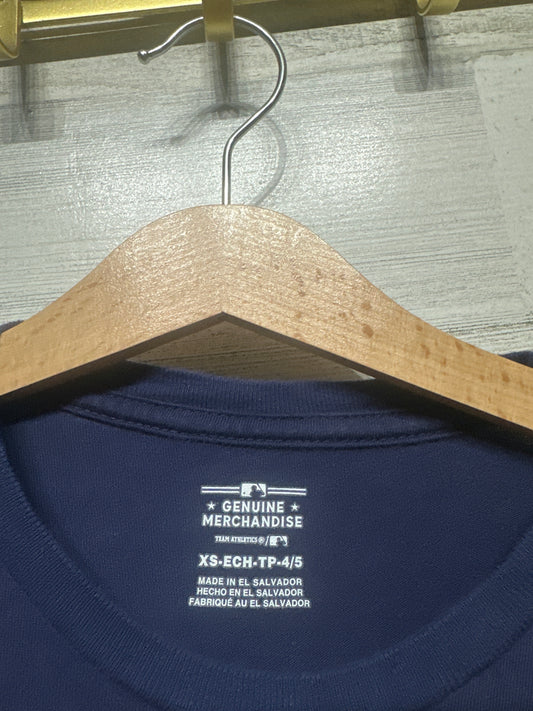 ★ GENUINE ★
MERCHANDISE
TEAM ATHLETICS ® /
XS-ECH-TP-4/5
MADE IN EL SALVADOR
HECHO EN EL SALVADOR
FABRIQUÉ AU EL SALVADOR